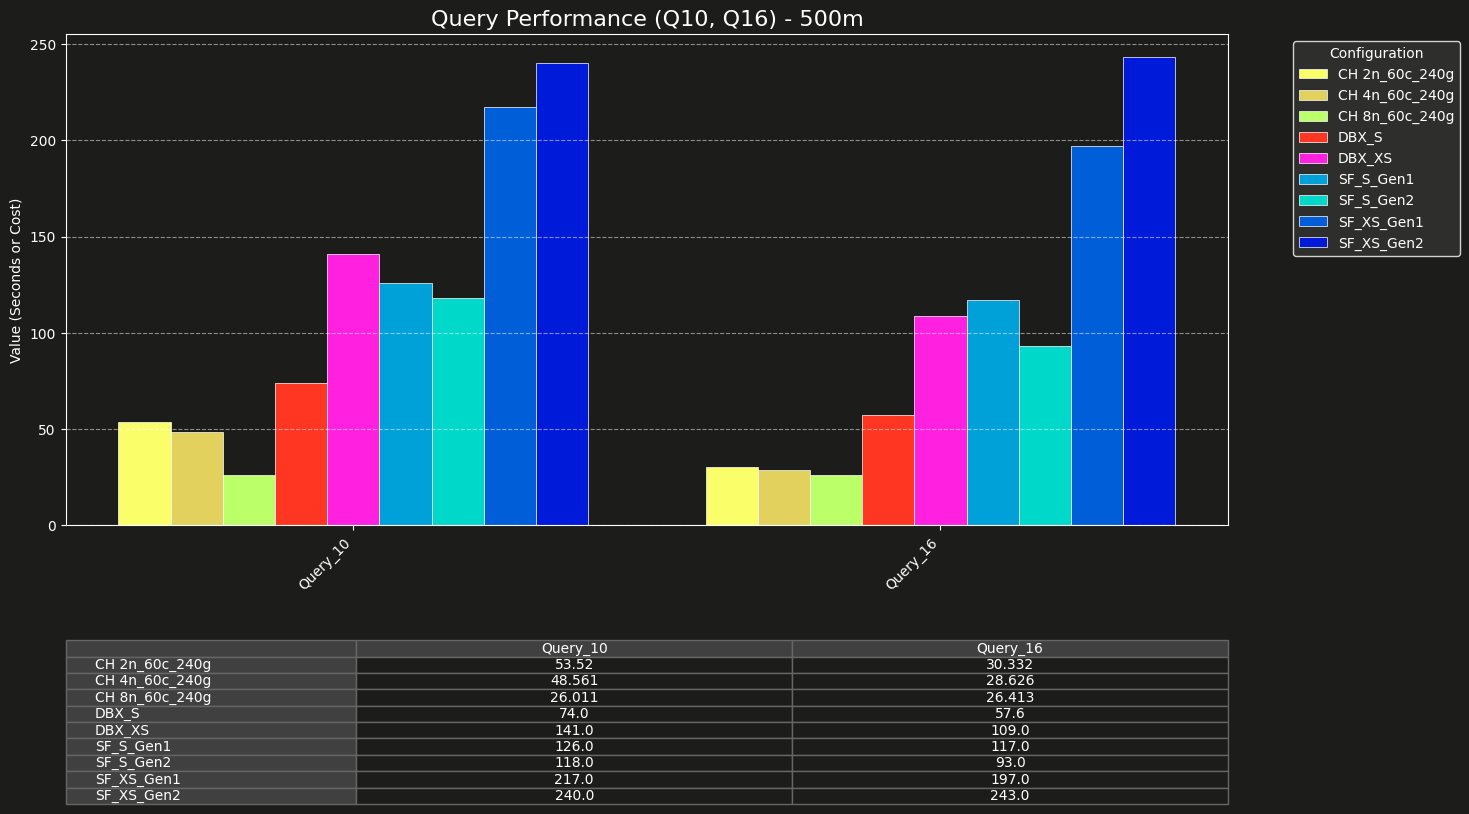 Query Performance (Q10, Q16) - 500m
Value (Seconds or Cost)
250
200
150
100
50
0
Query_10
Query_16
Configuration
CH 2n_60c_240g
CH 4n_60c_240g
CH 8n_60c_240g
DBX_S
DBX_XS
SF_S_Gen1
SF_S_Gen2
SF_XS_Gen1
SF_XS_Gen2
Query_10 Query_16
CH 2n_60c_240g 53.52 30.332
CH 4n_60c_240g 48.561 28.626
CH 8n_60c_240g 26.011 26.413
DBX_S 74.0 57.6
DBX_XS 141.0 109.0
SF_S_Gen1 126.0 117.0
SF_S_Gen2 118.0 93.0
SF_XS_Gen1 217.0 197.0
SF_XS_Gen2 240.0 243.0